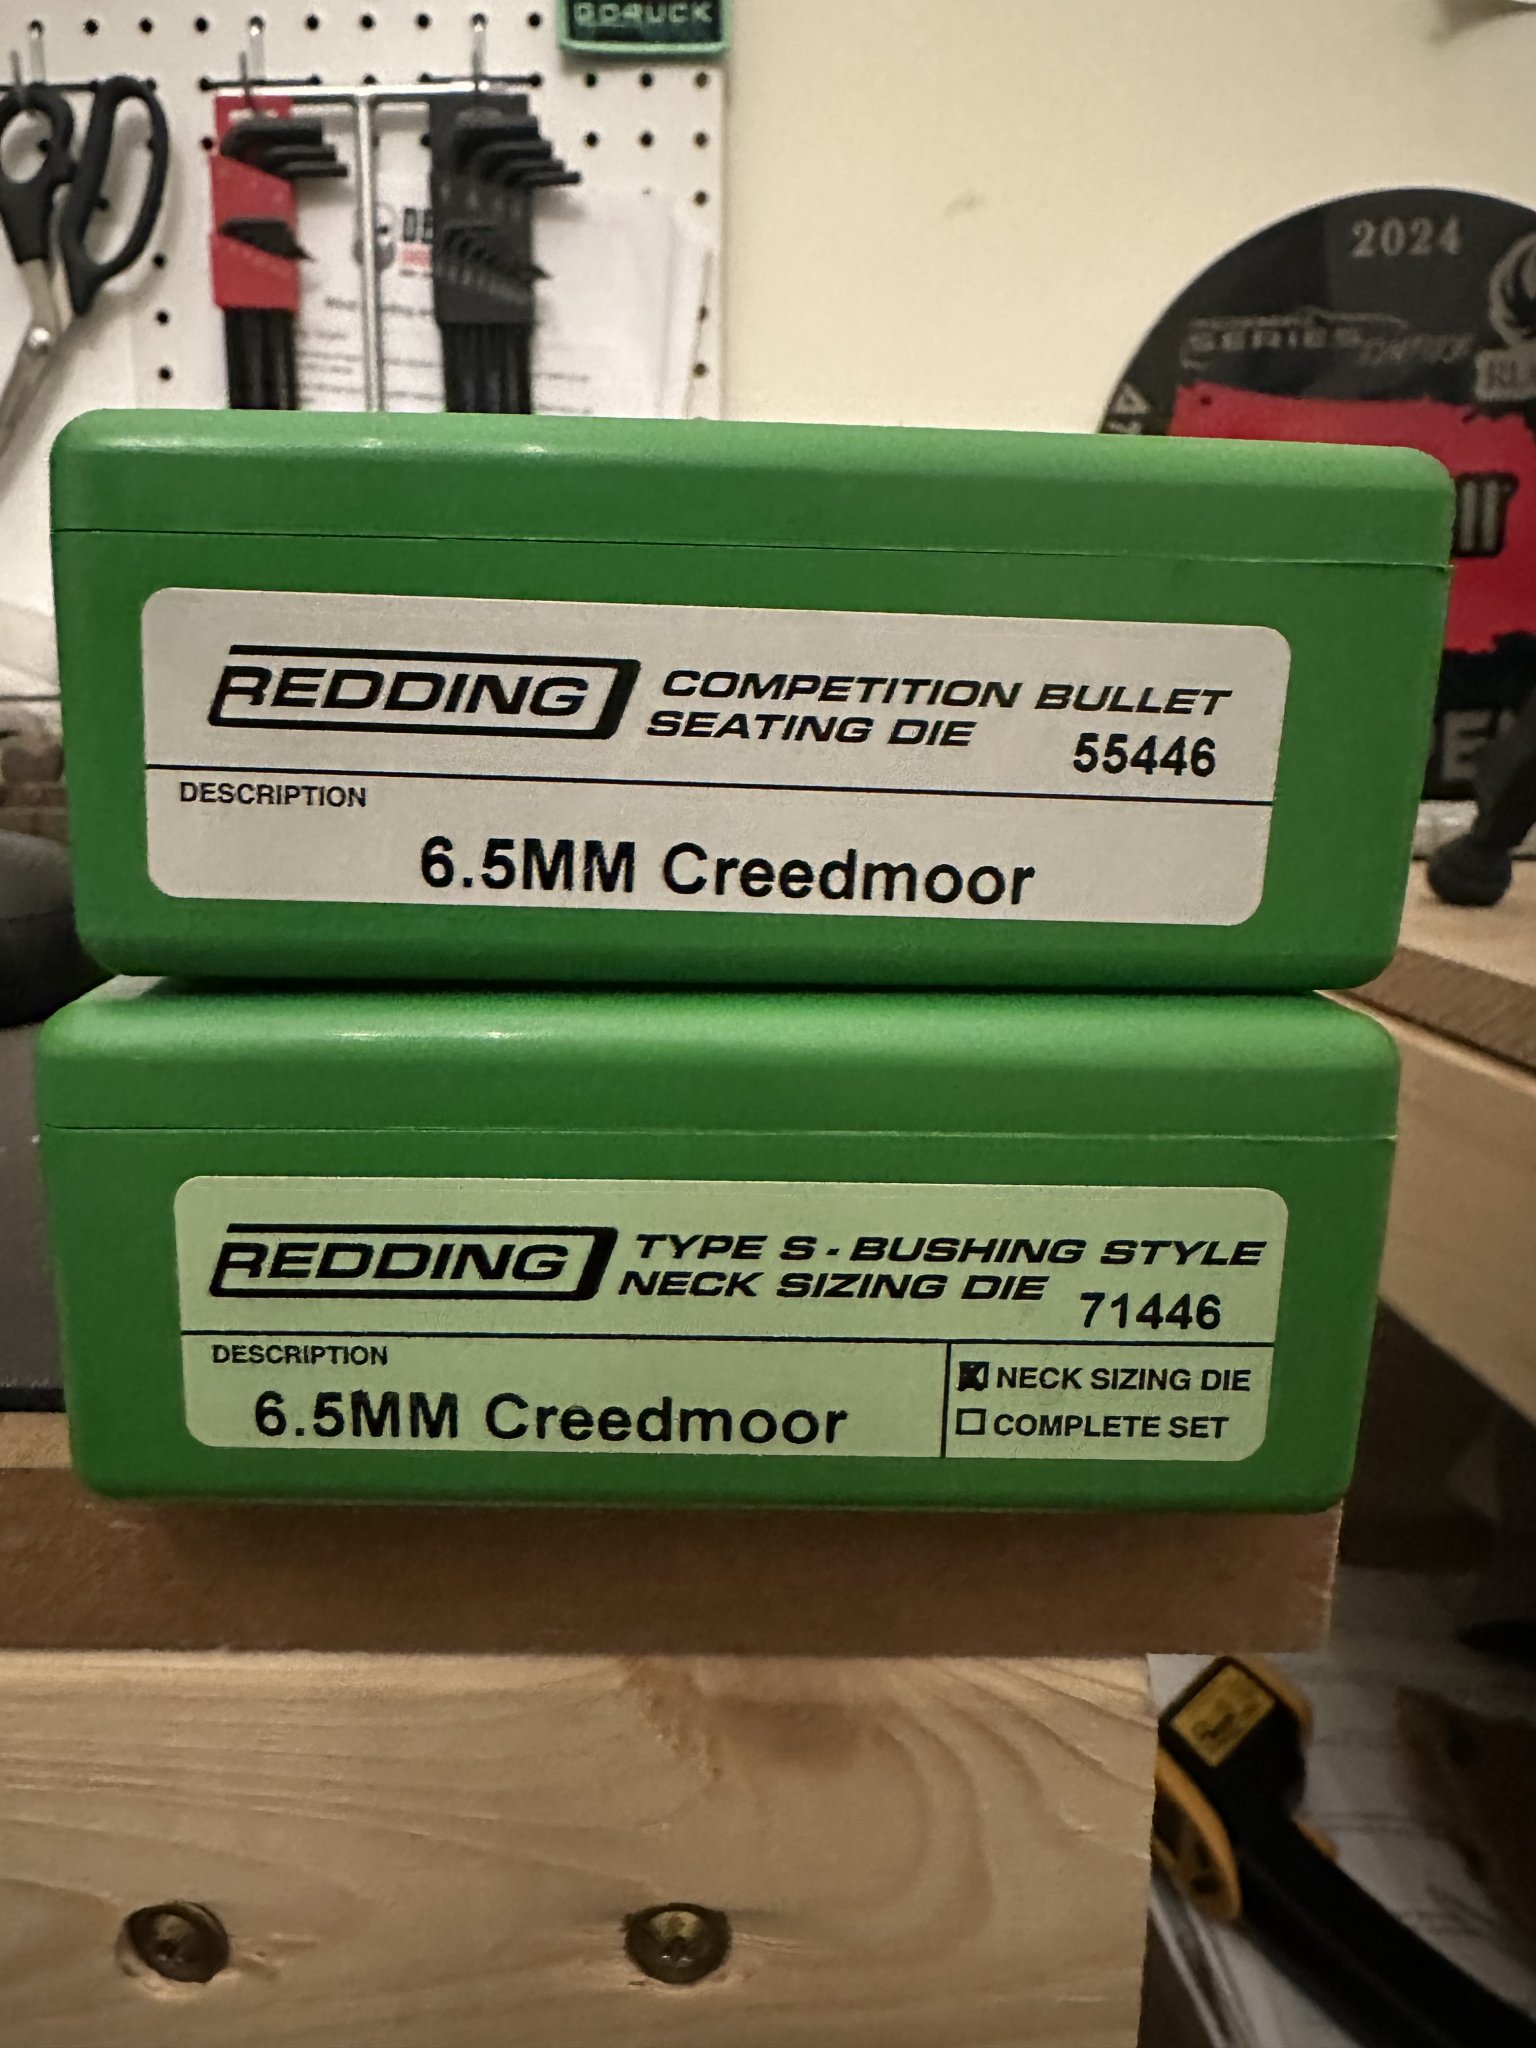 2024
REDDING
COMPETITION BULLET
SEATING DIE
55446
DESCRIPTION
6.5MM Creedmoor
REDDING
TYPE S - BUSHING STYLE
NECK SIZING DIE
71446
DESCRIPTION
6.5MM Creedmoor
NECK SIZING DIE
COMPLETE SET